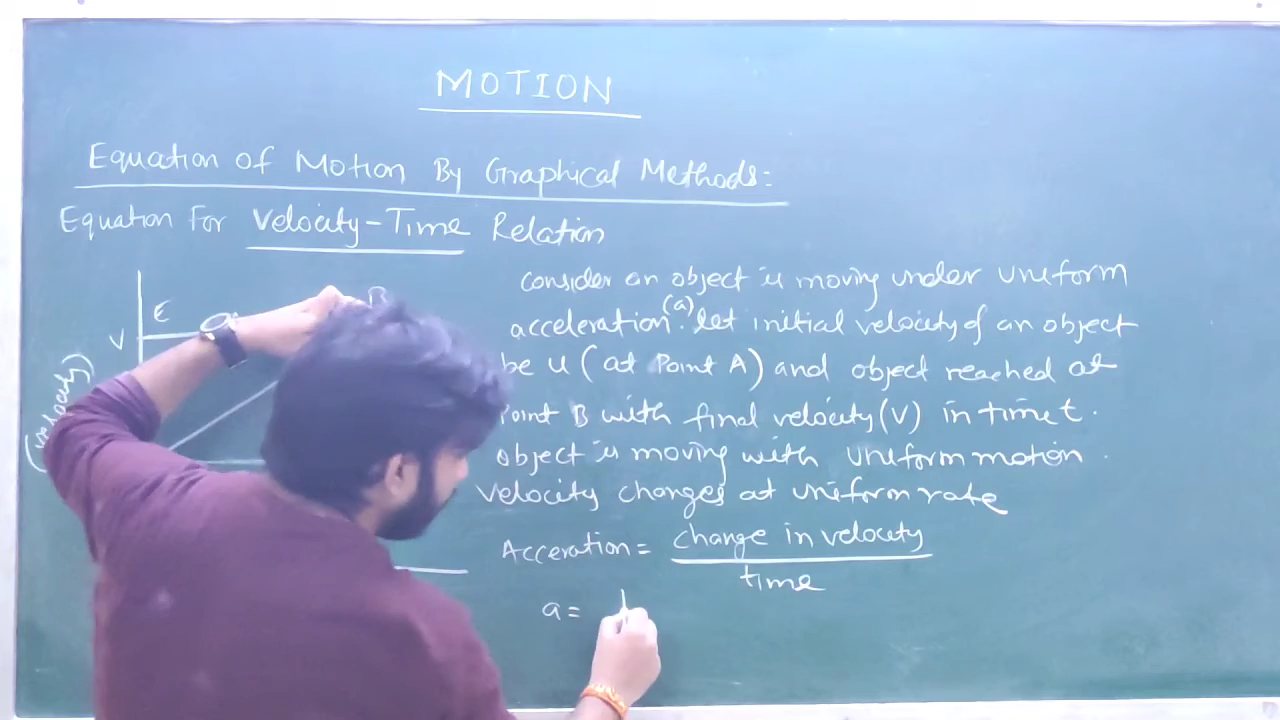 MOTION
Equation of Motion By Graphical Methods:
Equation For Velocity-Time Relation
Consider an object is moving under uniform
acceleration(a). let initial velocity of an object
be u (at Point A) and object reached at
Point B with final velocity (V) in time t.
object is moving with uniform motion.
velocity changes at uniform rate
Acceration = change in velocity
time
a =
E
B
V
(velocity)